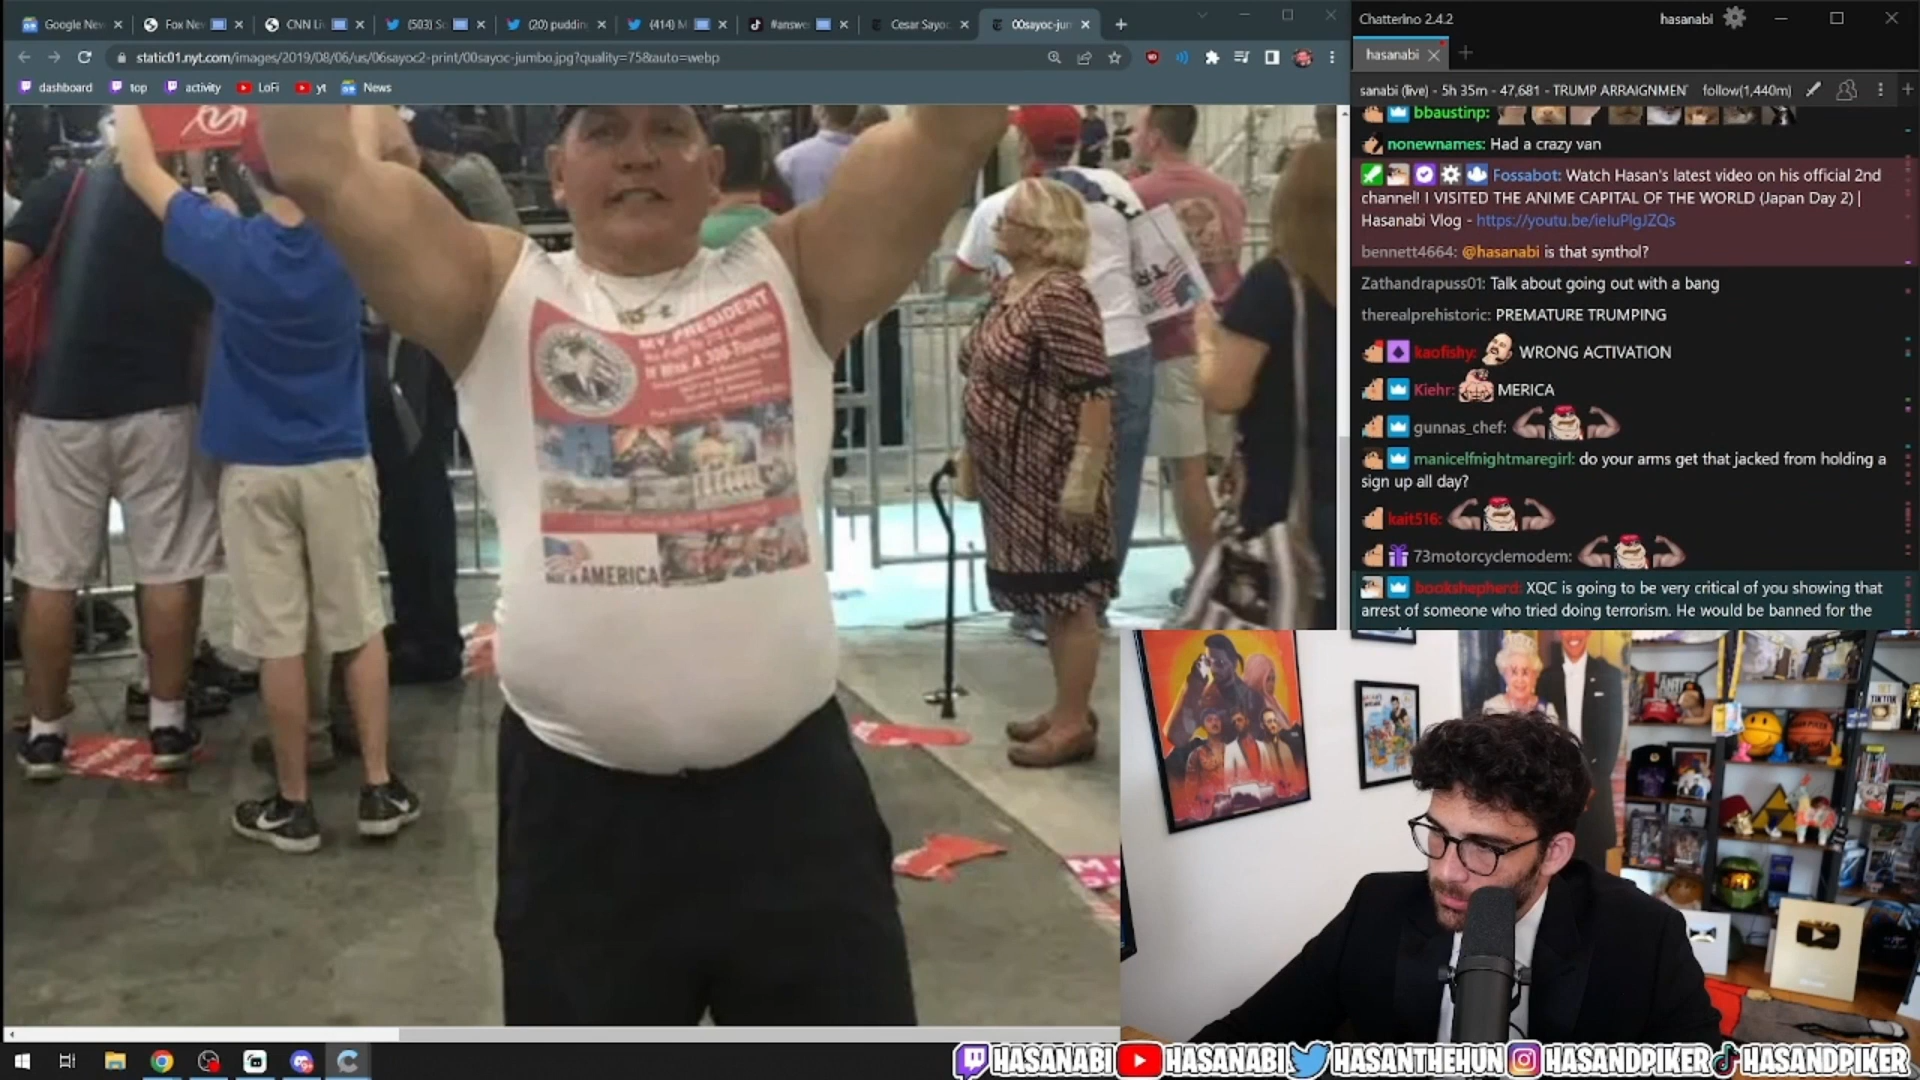 Google New
Fox Nev
CNN Li
(503) So
(20) puddin
(414) M
#answe
Cesar Sayoc
00sayoc-jum
static01.nyt.com/images/2019/08/06/us/06sayoc2-print/00sayoc-jumbo.jpg?quality=75&auto=webp
dashboard
top
activity
LoFi
yt
News
MY PRESIDENT
AMERICA
Chatterino 2.4.2
hasanabi
hasanabi
sanabi (live) - 5h 35m - 47,681 - TRUMP ARRAIGNMEN
follow(1,440m)
bbaustinp:
nonewnames: Had a crazy van
Fossabot: Watch Hasan's latest video on his official 2nd
channel! I VISITED THE ANIME CAPITAL OF THE WORLD (Japan Day 2) |
Hasanabi Vlog - https://youtu.be/ieIuPlgJZQs
bennett4664: @hasanabi is that synthol?
Zathandrapuss01: Talk about going out with a bang
therealprehistoric: PREMATURE TRUMPING
kaofishy: WRONG ACTIVATION
Kiehr: MERICA
gunnas_chef:
manicelfnightmaregirl: do your arms get that jacked from holding a
sign up all day?
kait516:
73motorcyclemodem:
bookshepherd: XQC is going to be very critical of you showing that
arrest of someone who tried doing terrorism. He would be banned for the
HASANABI
HASANABI
HASANTHEHUN
HASANDPIKER
HASANDPIKER